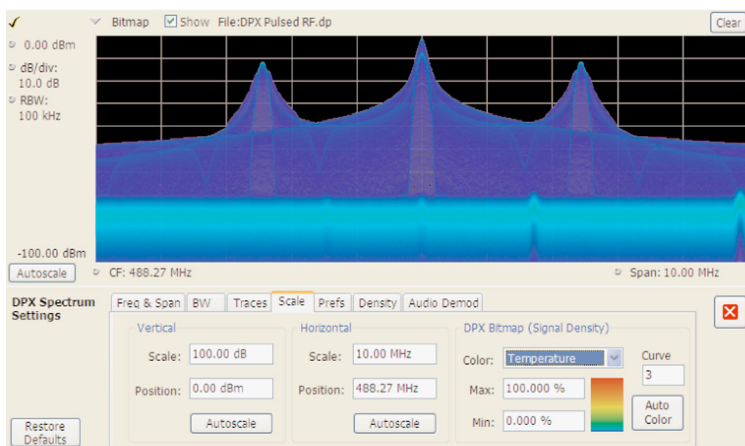 Bitmap Show File:DPX Pulsed RF.dp Clear
0.00 dBm
dB/div:
10.0 dB
RBW:
100 kHz
-100.00 dBm
Autoscale CF: 488.27 MHz Span: 10.00 MHz
DPX Spectrum
Settings
Freq & Span BW Traces Scale Prefs Density Audio Demod
Vertical
Scale: 100.00 dB
Position: 0.00 dBm
Autoscale
Horizontal
Scale: 10.00 MHz
Position: 488.27 MHz
Autoscale
DPX Bitmap (Signal Density)
Color: Temperature
Max: 100.000 %
Min: 0.000 %
Curve
3
Auto
Color
Restore
Defaults